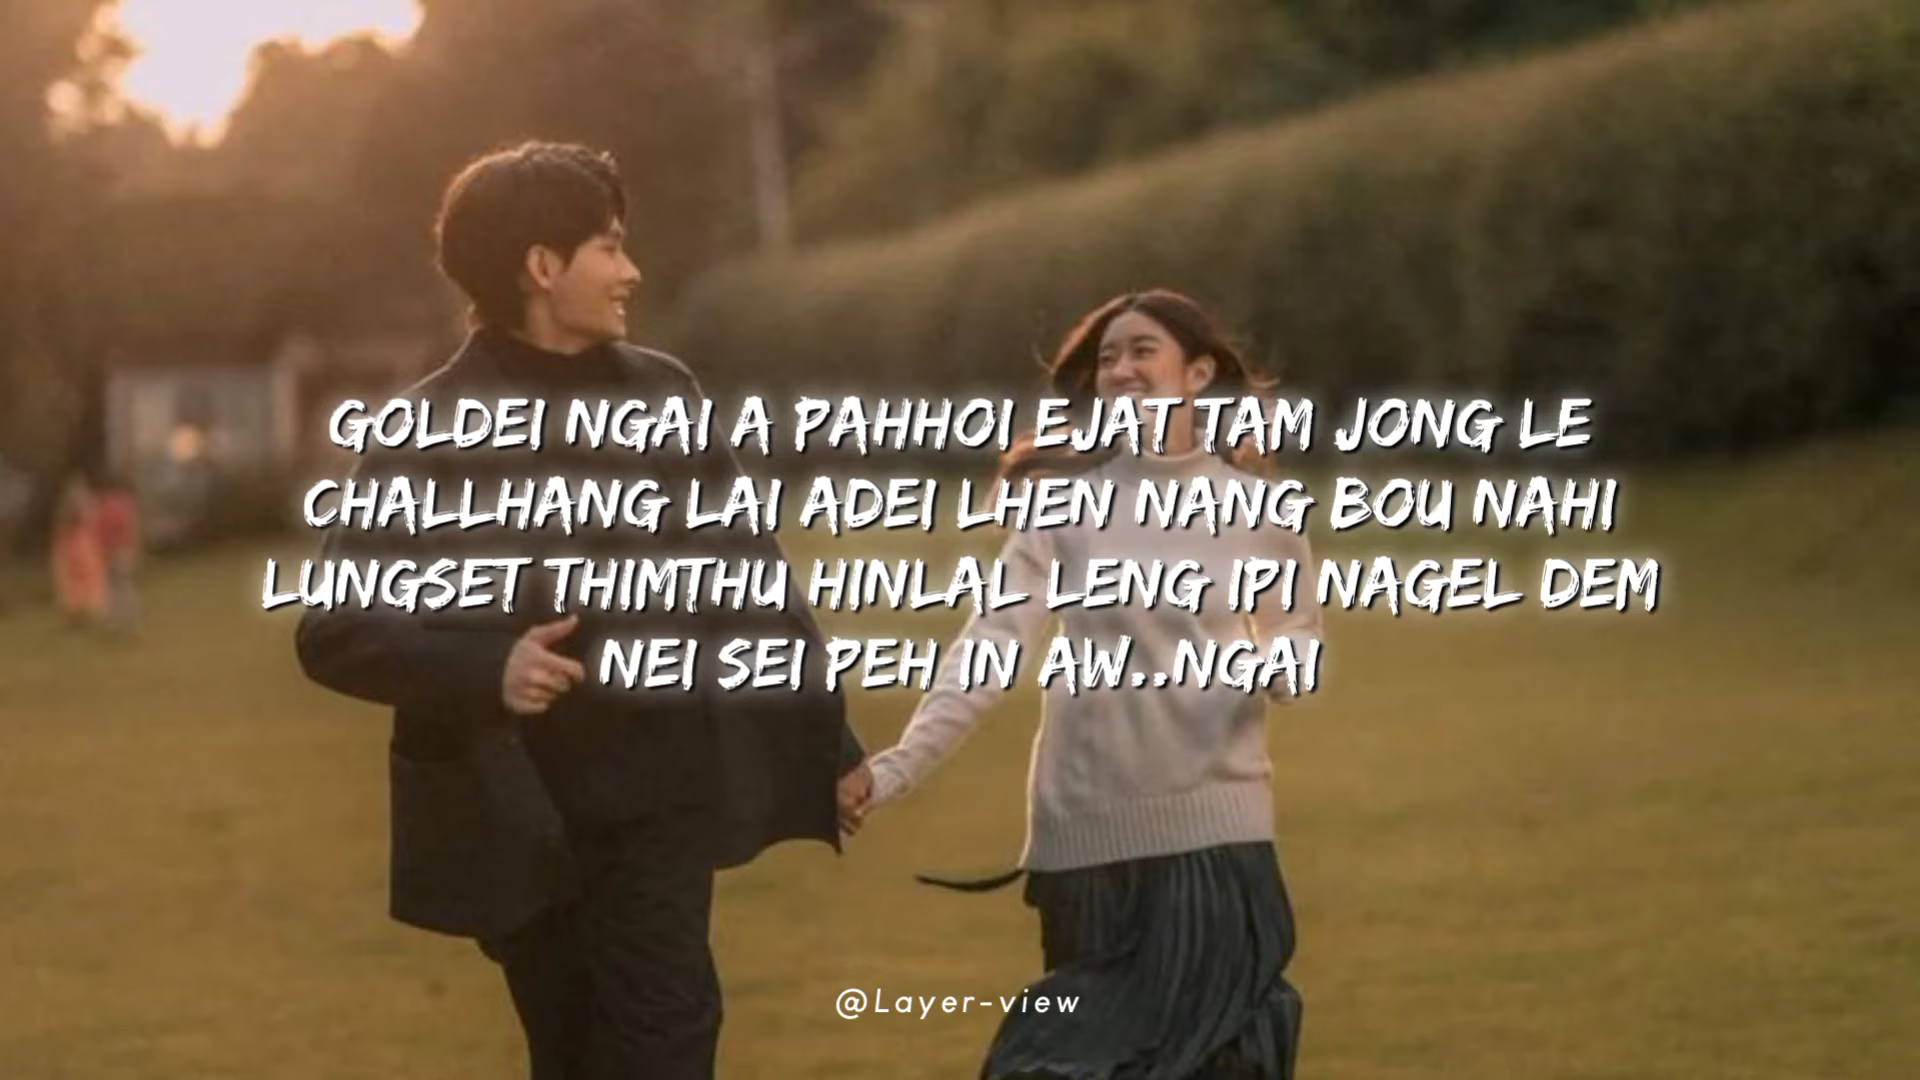 GOLDEI NGAI A PAHHOI EJAT TAM JONG LE
CHALLHANG LAI ADEI LHEN NANG BOU NAHI
LUNGSET THIMTHU HINLAL LENG IPI NAGEL DEM
NEI SEI PEH IN AW..NGAI
@Layer-view